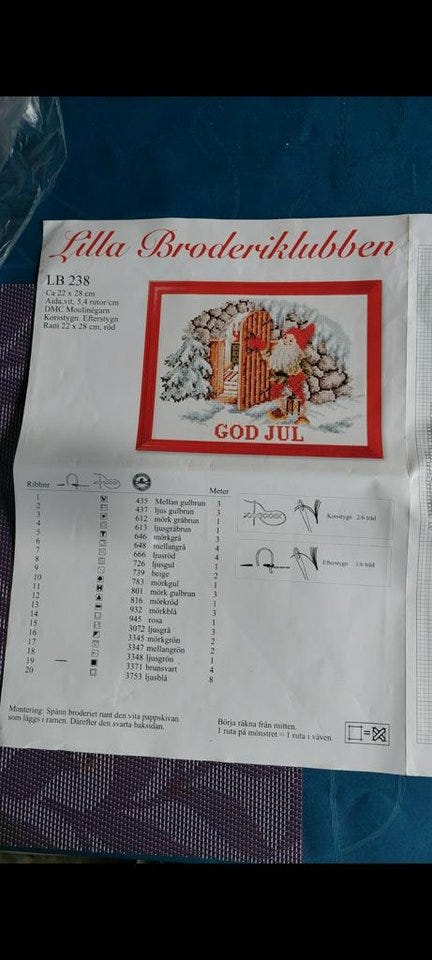 Lilla Broderiklubben
LB 238
Ca 22 x 28 cm
Aida,vit, 5,4 rutor/cm
DMC Moulinégarn
Korsstygn Efterstygn
Ram 22 x 28 cm, röd
GOD JUL
Ribbnr Meter
1 435 Mellan gulbrun 3
2 437 ljus gulbrun 3
3 612 mörk gråbrun 1
4 613 ljusgråbrun 1
5 646 mörkgrå 3
6 648 mellangrå 4
7 666 ljusröd 4
8 726 ljusgul 1
9 739 beige 2
10 783 mörkgul 1
11 801 mörk gulbrun 3
12 816 mörkröd 1
13 932 mörkblå 3
14 945 rosa 1
15 3072 ljusgrå 3
16 3345 mörkgrön 2
17 3347 mellangrön 2
18 3348 ljusgrön 1
19 3371 brunsvart 4
20 3753 ljusblå 8
Korsstygn 2/6 tråd
Efterstygn 1/6 tråd
Montering: Spänn broderiet runt den vita pappskivan
som läggs i ramen. Därefter den svarta baksidan.
Börja räkna från mitten.
1 ruta på mönstret = 1 ruta i väven.